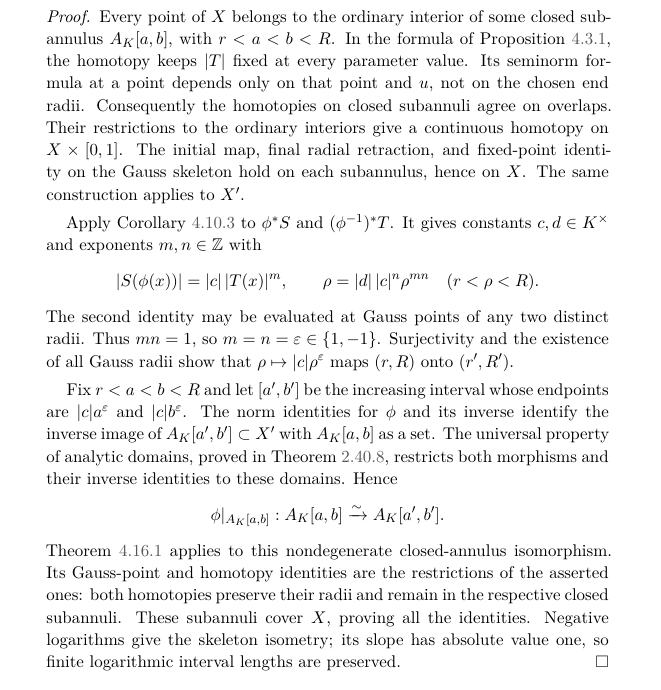 Proof. Every point of X belongs to the ordinary interior of some closed sub-
annulus A_K[a, b], with r < a < b < R. In the formula of Proposition 4.3.1,
the homotopy keeps |T| fixed at every parameter value. Its seminorm for-
mula at a point depends only on that point and u, not on the chosen end
radii. Consequently the homotopies on closed subannuli agree on overlaps.
Their restrictions to the ordinary interiors give a continuous homotopy on
X × [0, 1]. The initial map, final radial retraction, and fixed-point identi-
ty on the Gauss skeleton hold on each subannulus, hence on X. The same
construction applies to X′.
Apply Corollary 4.10.3 to ϕ*S and (ϕ⁻¹)*T. It gives constants c, d ∈ K^×
and exponents m, n ∈ ℤ with
|S(ϕ(x))| = |c| |T(x)|^m, ρ = |d| |c|^n ρ^{mn} (r < ρ < R).
The second identity may be evaluated at Gauss points of any two distinct
radii. Thus mn = 1, so m = n = ε ∈ {1, −1}. Surjectivity and the existence
of all Gauss radii show that ρ ↦ |c|ρ^ε maps (r, R) onto (r′, R′).
Fix r < a < b < R and let [a′, b′] be the increasing interval whose endpoints
are |c|a^ε and |c|b^ε. The norm identities for ϕ and its inverse identify the
inverse image of A_K[a′, b′] ⊂ X′ with A_K[a, b] as a set. The universal property
of analytic domains, proved in Theorem 2.40.8, restricts both morphisms and
their inverse identities to these domains. Hence
ϕ|_{A_K[a,b]} : A_K[a, b] ⥲ A_K[a′, b′].
Theorem 4.16.1 applies to this nondegenerate closed-annulus isomorphism.
Its Gauss-point and homotopy identities are the restrictions of the asserted
ones: both homotopies preserve their radii and remain in the respective closed
subannuli. These subannuli cover X, proving all the identities. Negative
logarithms give the skeleton isometry; its slope has absolute value one, so
finite logarithmic interval lengths are preserved. □